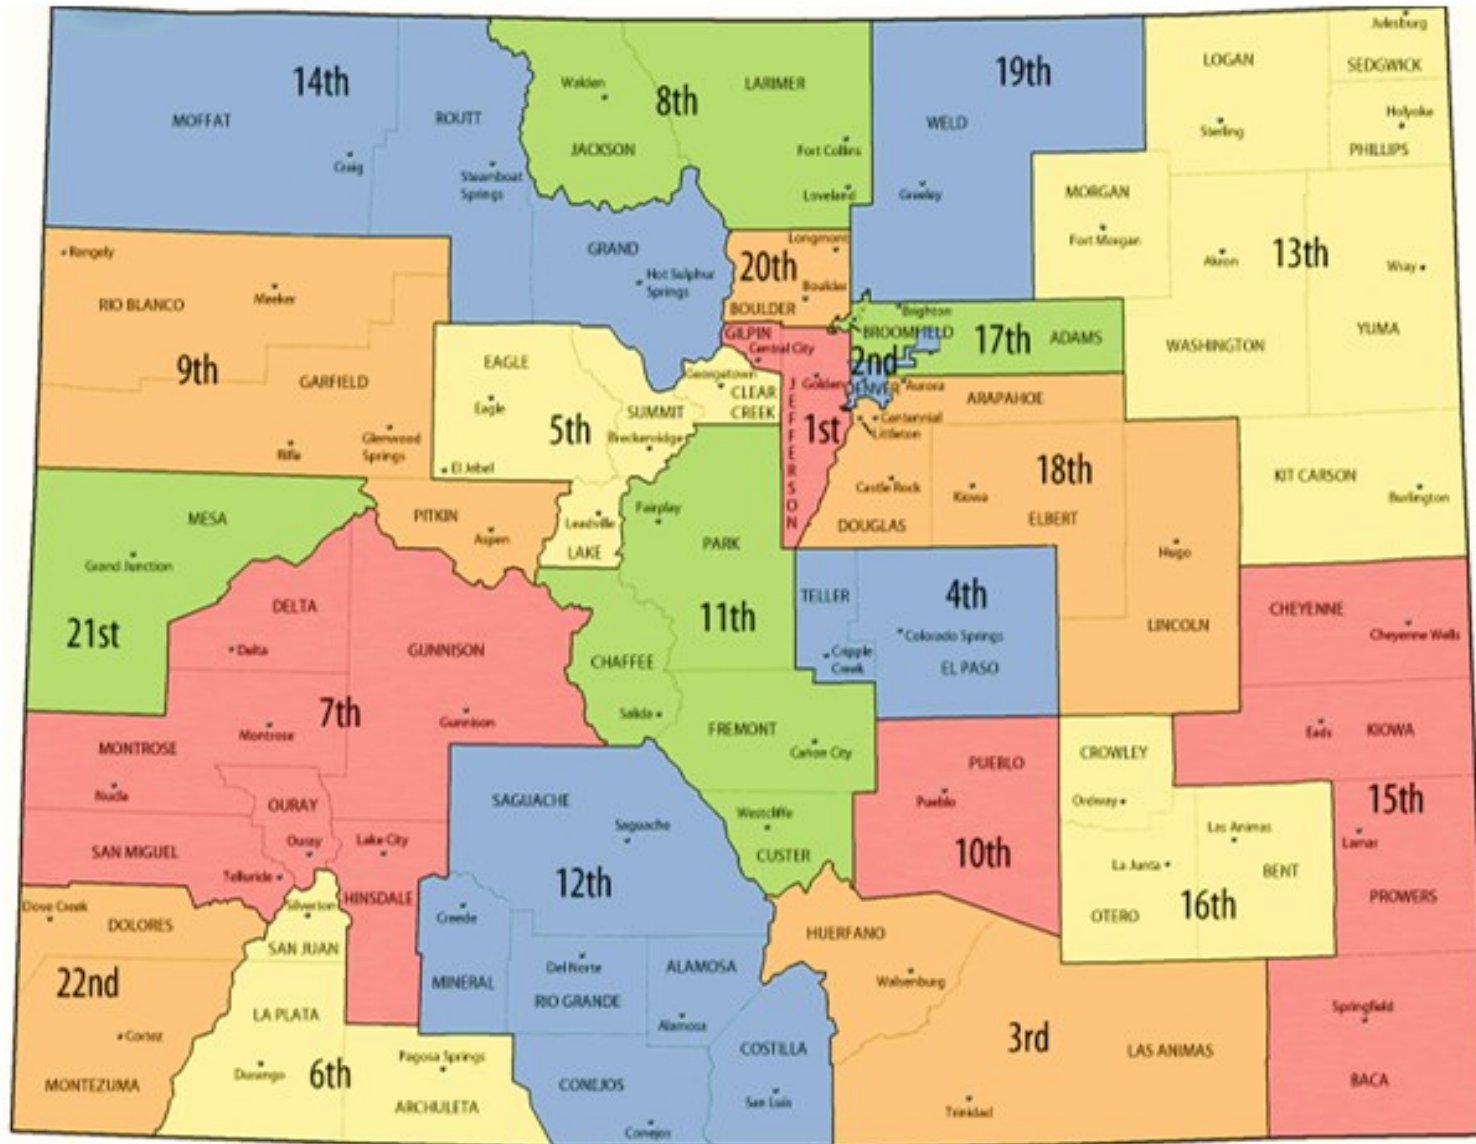 14th
MOFFAT
Craig
ROUTT
Steamboat
Springs
Walden
8th
LARIMER
JACKSON
Fort Collins
Loveland
19th
WELD
Greeley
LOGAN
Sterling
Julesburg
SEDGWICK
Holyoke
PHILLIPS
MORGAN
Fort Morgan
13th
Akron
Wray
WASHINGTON
YUMA
GRAND
Hot Sulphur
Springs
Rangely
RIO BLANCO
Meeker
9th
GARFIELD
Rifle
Glenwood
Springs
Longmont
20th
Boulder
BOULDER
GILPIN
Central City
Brighton
BROOMFIELD
17th
ADAMS
2nd
DENVER
Aurora
ARAPAHOE
Centennial
Littleton
EAGLE
Eagle
5th
SUMMIT
Breckenridge
El Jebel
Georgetown
CLEAR
CREEK
Golden
JEFFERSON
1st
18th
Castle Rock
Kiowa
DOUGLAS
ELBERT
Hugo
LINCOLN
KIT CARSON
Burlington
MESA
Grand Junction
21st
PITKIN
Aspen
Leadville
LAKE
Fairplay
PARK
11th
TELLER
4th
Colorado Springs
Cripple
Creek
EL PASO
CHEYENNE
Cheyenne Wells
DELTA
Delta
GUNNISON
7th
Gunnison
MONTROSE
Montrose
Nucla
OURAY
Ouray
SAN MIGUEL
Telluride
Lake City
HINSDALE
CHAFFEE
Salida
FREMONT
Cañon City
Westcliffe
CUSTER
PUEBLO
Pueblo
10th
CROWLEY
Ordway
Las Animas
La Junta
BENT
OTERO
16th
Eads
KIOWA
15th
Lamar
PROWERS
SAGUACHE
Saguache
12th
Creede
MINERAL
Del Norte
RIO GRANDE
ALAMOSA
Alamosa
Dove Creek
DOLORES
22nd
Cortez
MONTEZUMA
Silverton
SAN JUAN
LA PLATA
Durango
6th
Pagosa Springs
ARCHULETA
CONEJOS
Conejos
COSTILLA
San Luis
HUERFANO
Walsenburg
3rd
LAS ANIMAS
Trinidad
Springfield
BACA